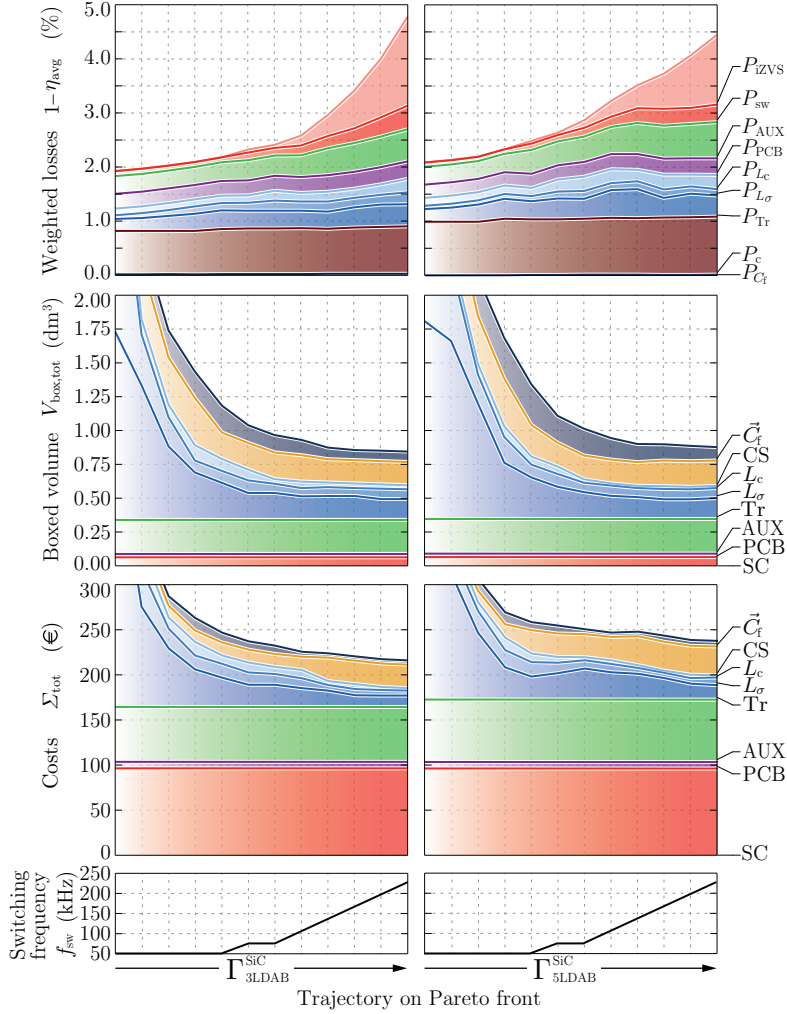 Weighted losses 1–ηavg (%)
5.0
4.0
3.0
2.0
1.0
0.0
PiZVS
Psw
PAUX
PPCB
PLc
PLσ
PTr
Pc
PCf
Boxed volume Vbox,tot (dm³)
2.00
1.75
1.50
1.25
1.00
0.75
0.50
0.25
0.00
C⃗f
CS
Lc
Lσ
Tr
AUX
PCB
SC
Costs Σtot (€)
300
250
200
150
100
50
0
C⃗f
CS
Lc
Lσ
Tr
AUX
PCB
SC
Switching
frequency
fsw (kHz)
250
200
150
100
50
Γ SiC 3LDAB
Γ SiC 5LDAB
Trajectory on Pareto front